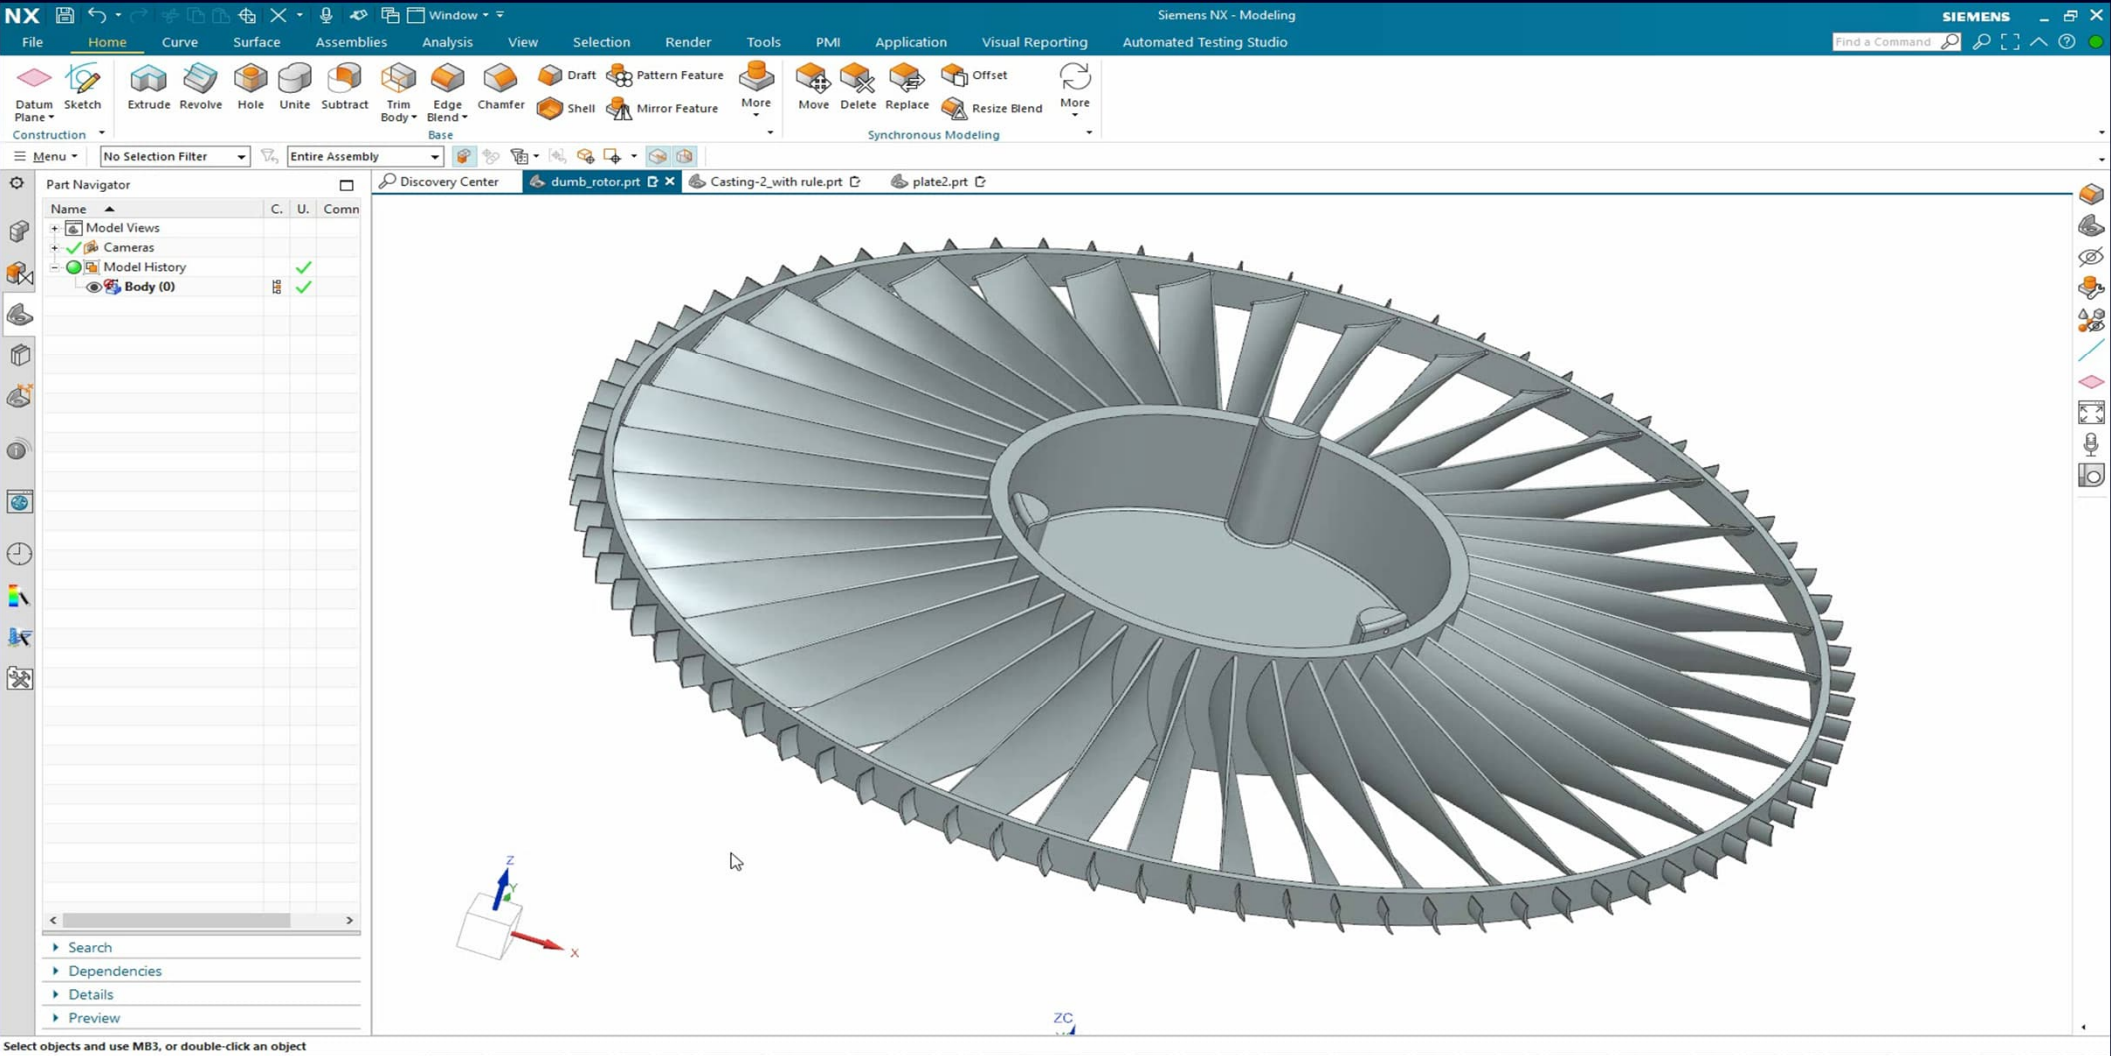 NX Window Siemens NX - Modeling SIEMENS
File Home Curve Surface Assemblies Analysis View Selection Render Tools PMI Application Visual Reporting Automated Testing Studio Find a Command
Datum Plane Sketch Extrude Revolve Hole Unite Subtract Trim Body Edge Blend Chamfer Draft Shell Pattern Feature Mirror Feature More Move Delete Replace Offset Resize Blend More
Construction Base Synchronous Modeling
Menu No Selection Filter Entire Assembly
Part Navigator Discovery Center dumb_rotor.prt Casting-2_with rule.prt plate2.prt
Name C. U. Comn
Model Views
Cameras
Model History
Body (0)
Z
Y
X
Search
Dependencies
Details
Preview
ZC
Select objects and use MB3, or double-click an object